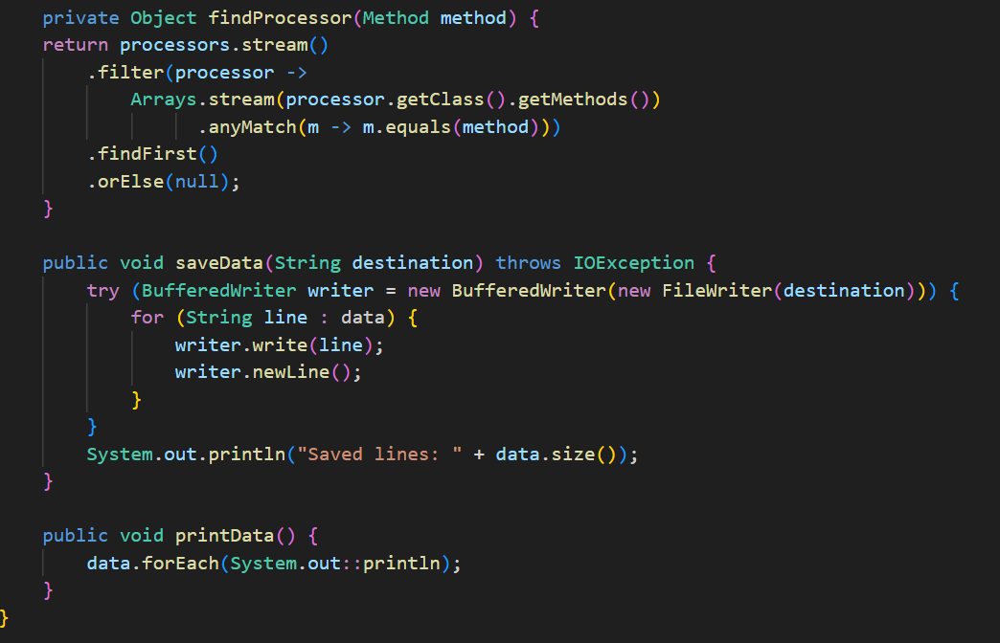 private Object findProcessor(Method method) {
    return processors.stream()
        .filter(processor ->
            Arrays.stream(processor.getClass().getMethods())
                  .anyMatch(m -> m.equals(method)))
        .findFirst()
        .orElse(null);
    }

    public void saveData(String destination) throws IOException {
        try (BufferedWriter writer = new BufferedWriter(new FileWriter(destination))) {
            for (String line : data) {
                writer.write(line);
                writer.newLine();
            }
        }
        System.out.println("Saved lines: " + data.size());
    }

    public void printData() {
        data.forEach(System.out::println);
    }
}